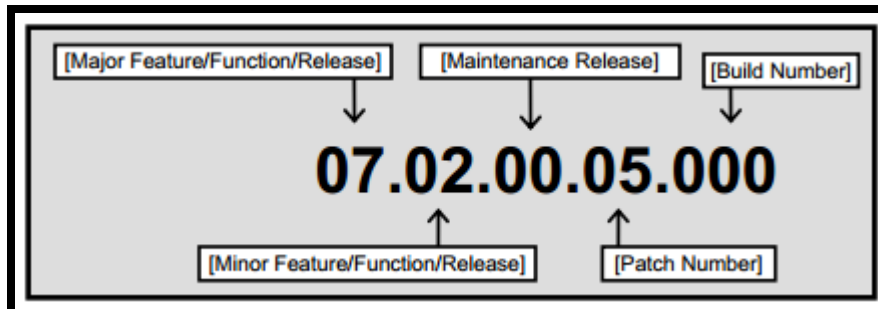 [Major Feature/Function/Release] [Maintenance Release] [Build Number]
07.02.00.05.000
[Minor Feature/Function/Release] [Patch Number]